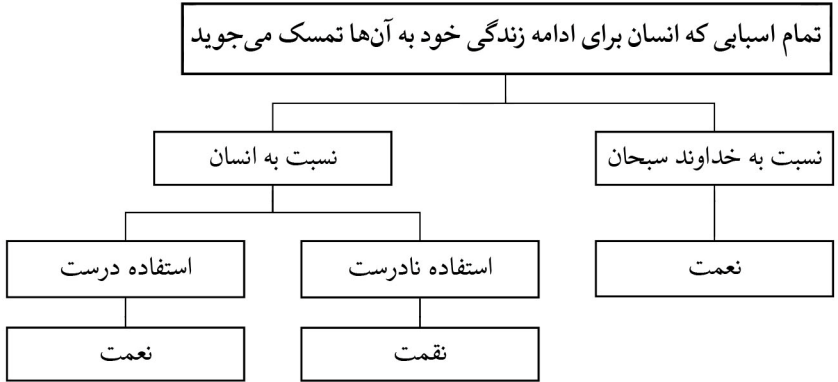 تمام اسبابی که انسان برای ادامه زندگی خود به آن‌ها تمسک می‌جوید
نسبت به خداوند سبحان
نسبت به انسان
نعمت
استفاده نادرست
استفاده درست
نقمت
نعمت